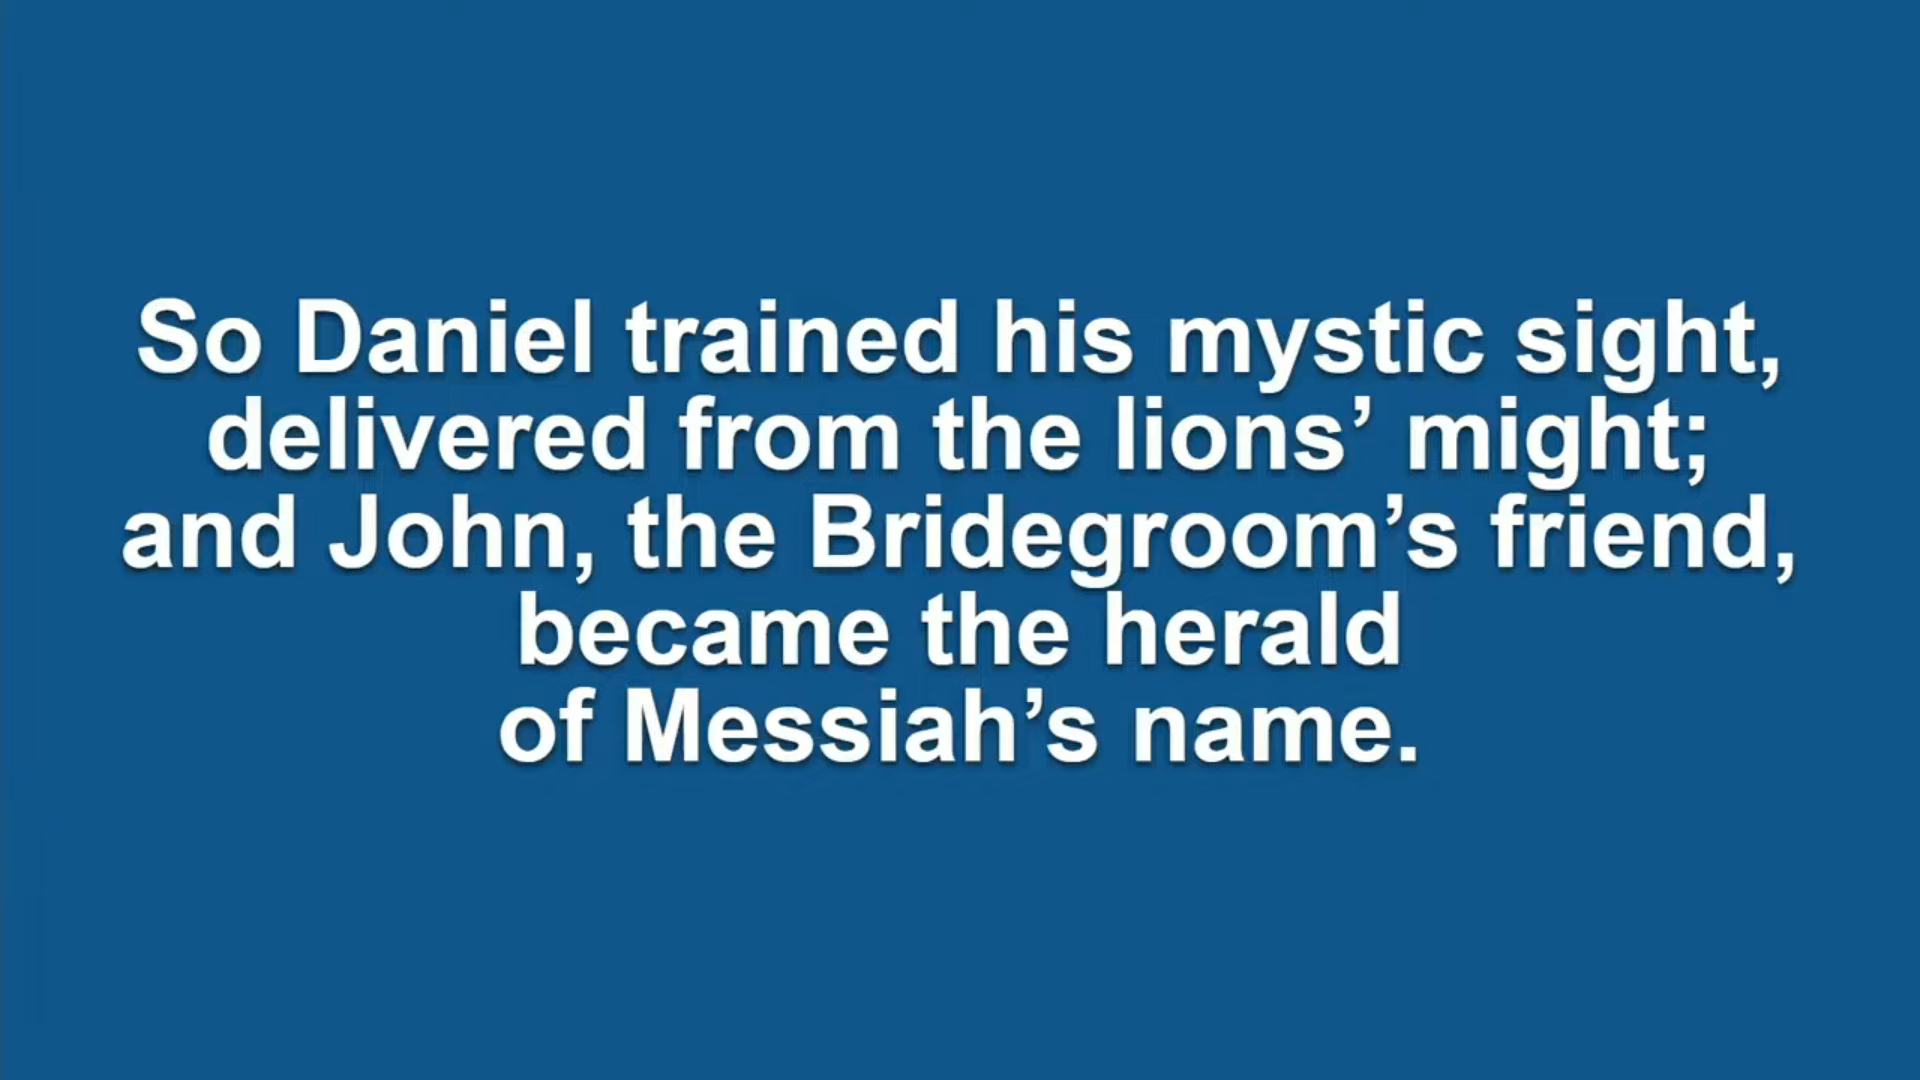 So Daniel trained his mystic sight,
delivered from the lions’ might;
and John, the Bridegroom’s friend,
became the herald
of Messiah’s name.